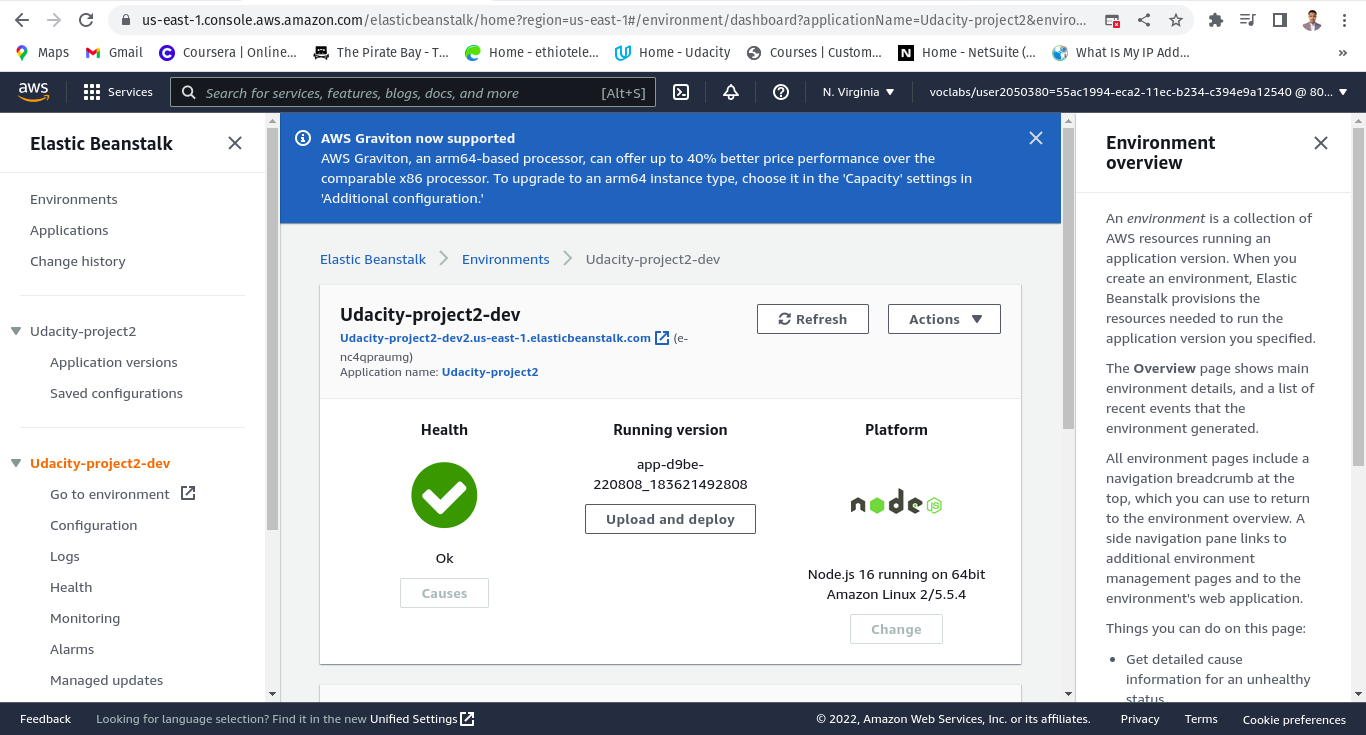 us-east-1.console.aws.amazon.com/elasticbeanstalk/home?region=us-east-1#/environment/dashboard?applicationName=Udacity-project2&enviro...
Maps
Gmail
Coursera | Online...
The Pirate Bay - T...
Home - ethiotele...
Home - Udacity
Courses | Custom...
Home - NetSuite (...
What Is My IP Add...
»
aws
Services
Search for services, features, blogs, docs, and more
[Alt+S]
N. Virginia
voclabs/user2050380=55ac1994-eca2-11ec-b234-c394e9a12540 @ 80...
Elastic Beanstalk
Environments
Applications
Change history
Udacity-project2
Application versions
Saved configurations
Udacity-project2-dev
Go to environment
Configuration
Logs
Health
Monitoring
Alarms
Managed updates
AWS Graviton now supported
AWS Graviton, an arm64-based processor, can offer up to 40% better price performance over the
comparable x86 processor. To upgrade to an arm64 instance type, choose it in the 'Capacity' settings in
'Additional configuration.'
Elastic Beanstalk
Environments
Udacity-project2-dev
Udacity-project2-dev
Udacity-project2-dev2.us-east-1.elasticbeanstalk.com (e-
nc4qpraumg)
Application name: Udacity-project2
Refresh
Actions
Health
Ok
Causes
Running version
app-d9be-
220808_183621492808
Upload and deploy
Platform
node JS
Node.js 16 running on 64bit
Amazon Linux 2/5.5.4
Change
Environment
overview
An environment is a collection of
AWS resources running an
application version. When you
create an environment, Elastic
Beanstalk provisions the
resources needed to run the
application version you specified.
The Overview page shows main
environment details, and a list of
recent events that the
environment generated.
All environment pages include a
navigation breadcrumb at the
top, which you can use to return
to the environment overview. A
side navigation pane links to
additional environment
management pages and to the
environment's web application.
Things you can do on this page:
• Get detailed cause
information for an unhealthy
status
Feedback
Looking for language selection? Find it in the new Unified Settings
© 2022, Amazon Web Services, Inc. or its affiliates.
Privacy
Terms
Cookie preferences